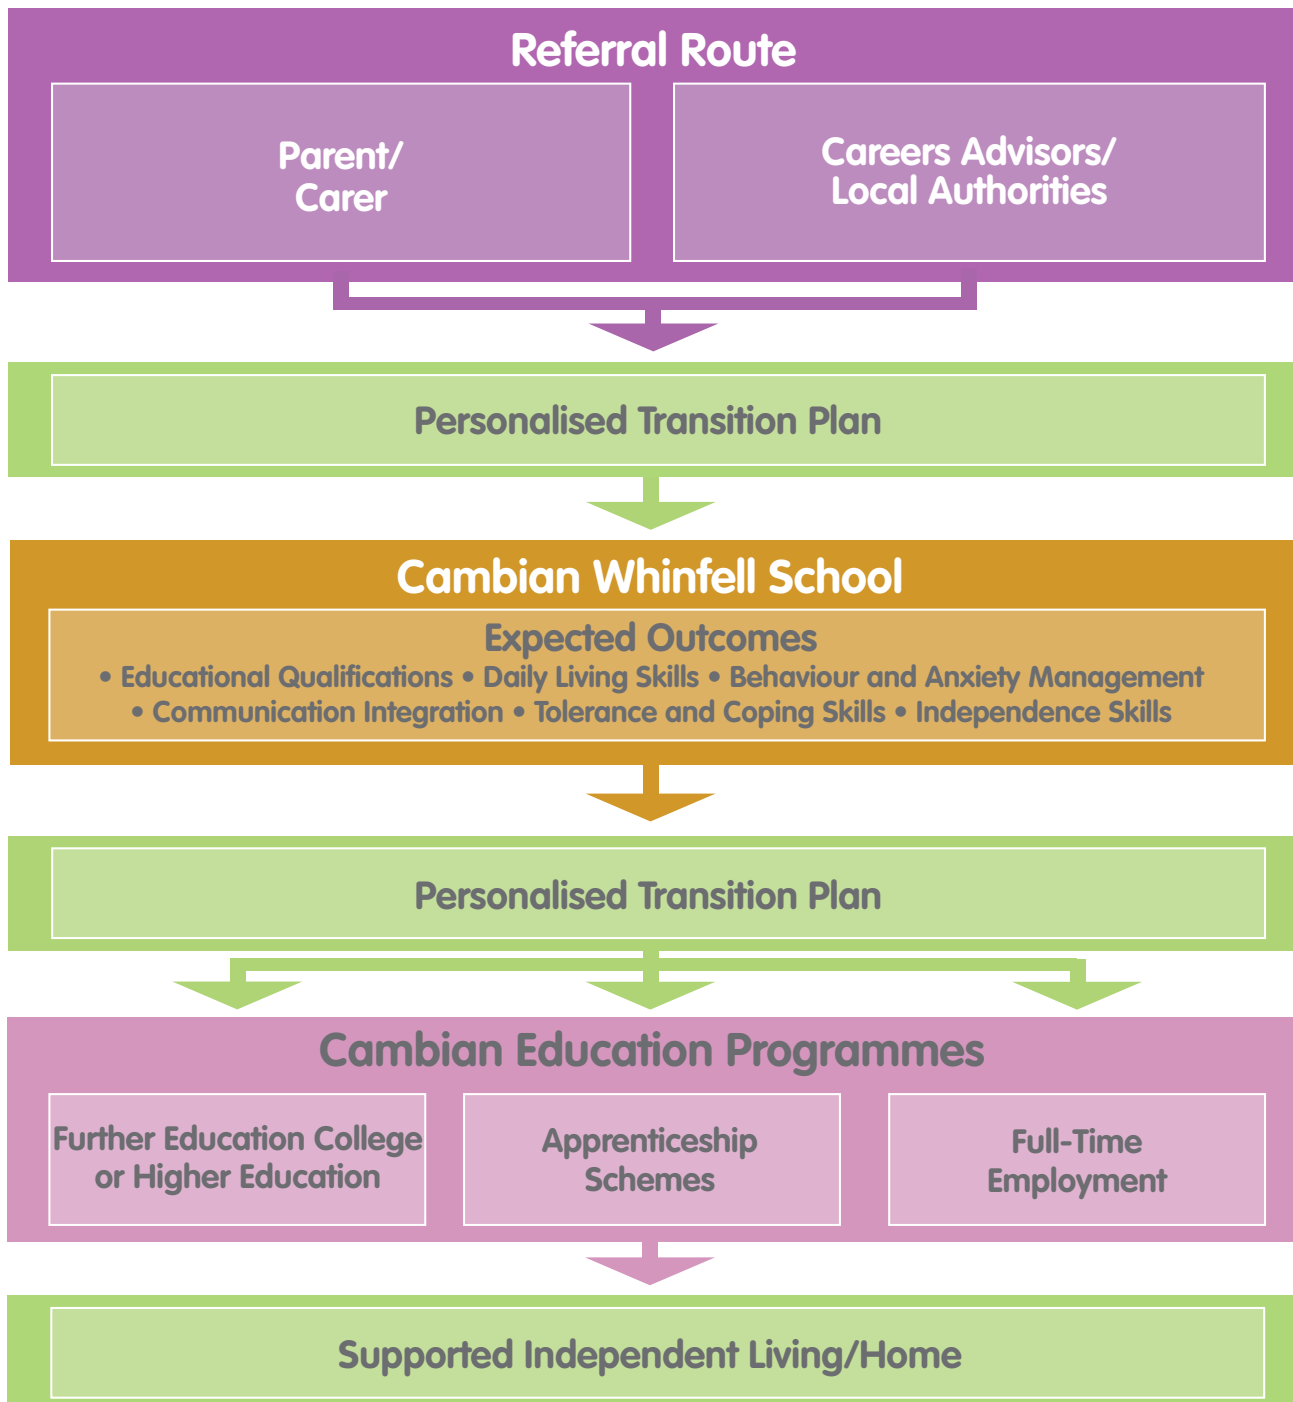 Referral Route
Parent/
Carer
Careers Advisors/
Local Authorities
Personalised Transition Plan
Cambian Whinfell School
Expected Outcomes
• Educational Qualifications • Daily Living Skills • Behaviour and Anxiety Management
• Communication Integration • Tolerance and Coping Skills • Independence Skills
Personalised Transition Plan
Cambian Education Programmes
Further Education College
or Higher Education
Apprenticeship
Schemes
Full-Time
Employment
Supported Independent Living/Home